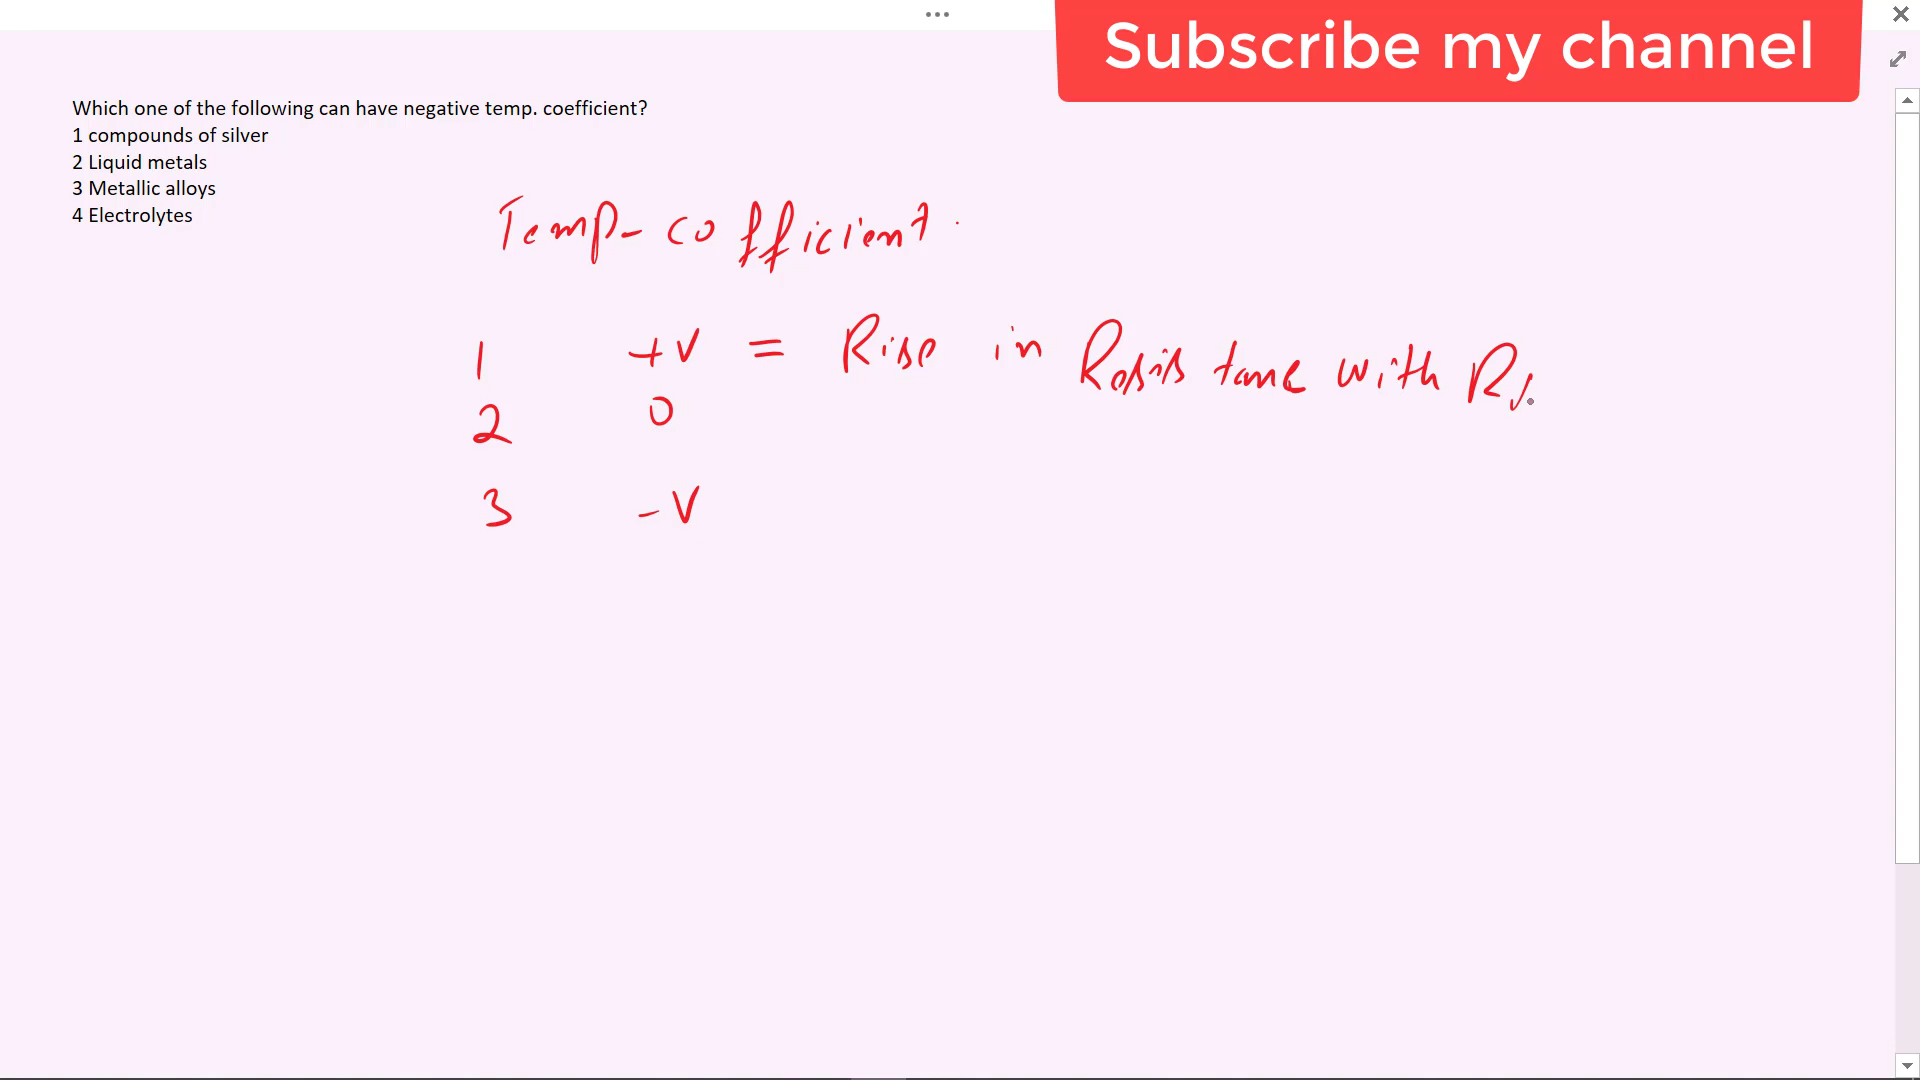 Subscribe my channel
Which one of the following can have negative temp. coefficient?
1 compounds of silver
2 Liquid metals
3 Metallic alloys
4 Electrolytes
Temp- coefficient.
1 +V = Rise in Resistance with
2 0
3 -V